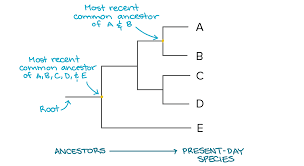 Most recent
common ancestor
of A & B
A
B
Most recent
common ancestor
of A, B, C, D, & E
C
D
Root
E
ANCESTORS
PRESENT-DAY
SPECIES